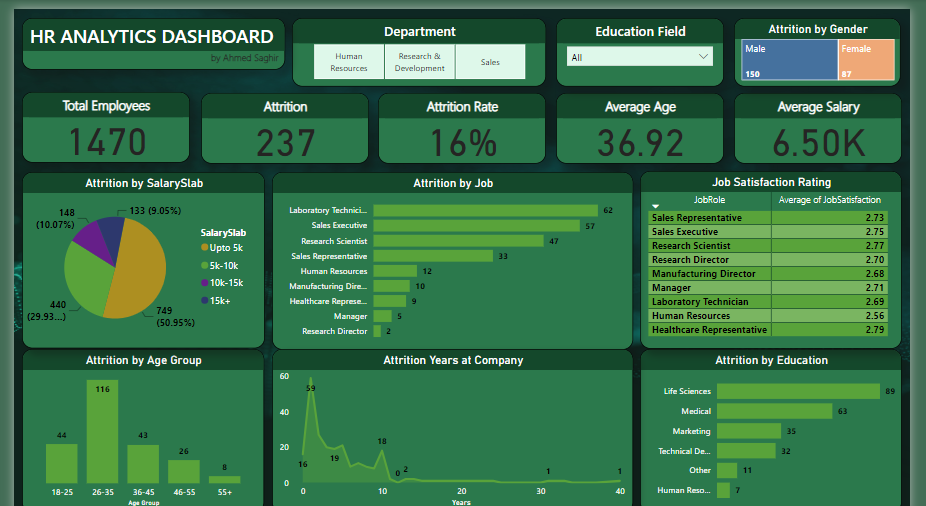 HR ANALYTICS DASHBOARD
by Ahmed Saghir
Department
Human
Resources
Research &
Development
Sales
Education Field
All
Attrition by Gender
Male
Female
150
87
Total Employees
1470
Attrition
237
Attrition Rate
16%
Average Age
36.92
Average Salary
6.50K
Attrition by SalarySlab
133 (9.05%)
148
(10.07%)
440
(29.93...)
749
(50.95%)
SalarySlab
Upto 5k
5k-10k
10k-15k
15k+
Attrition by Job
Laboratory Technici... 62
Sales Executive 57
Research Scientist 47
Sales Representative 33
Human Resources 12
Manufacturing Dire... 10
Healthcare Represe... 9
Manager 5
Research Director 2
Job Satisfaction Rating
JobRole Average of JobSatisfaction
Sales Representative 2.73
Sales Executive 2.75
Research Scientist 2.77
Research Director 2.70
Manufacturing Director 2.68
Manager 2.71
Laboratory Technician 2.69
Human Resources 2.56
Healthcare Representative 2.79
Attrition by Age Group
44 116 43 26 8
18-25 26-35 36-45 46-55 55+
Age Group
Attrition Years at Company
60
40
20
0
59
16
19
18
0
2
1
1
0 10 20 30 40
Years
Attrition by Education
Life Sciences 89
Medical 63
Marketing 35
Technical De... 32
Other 11
Human Reso... 7